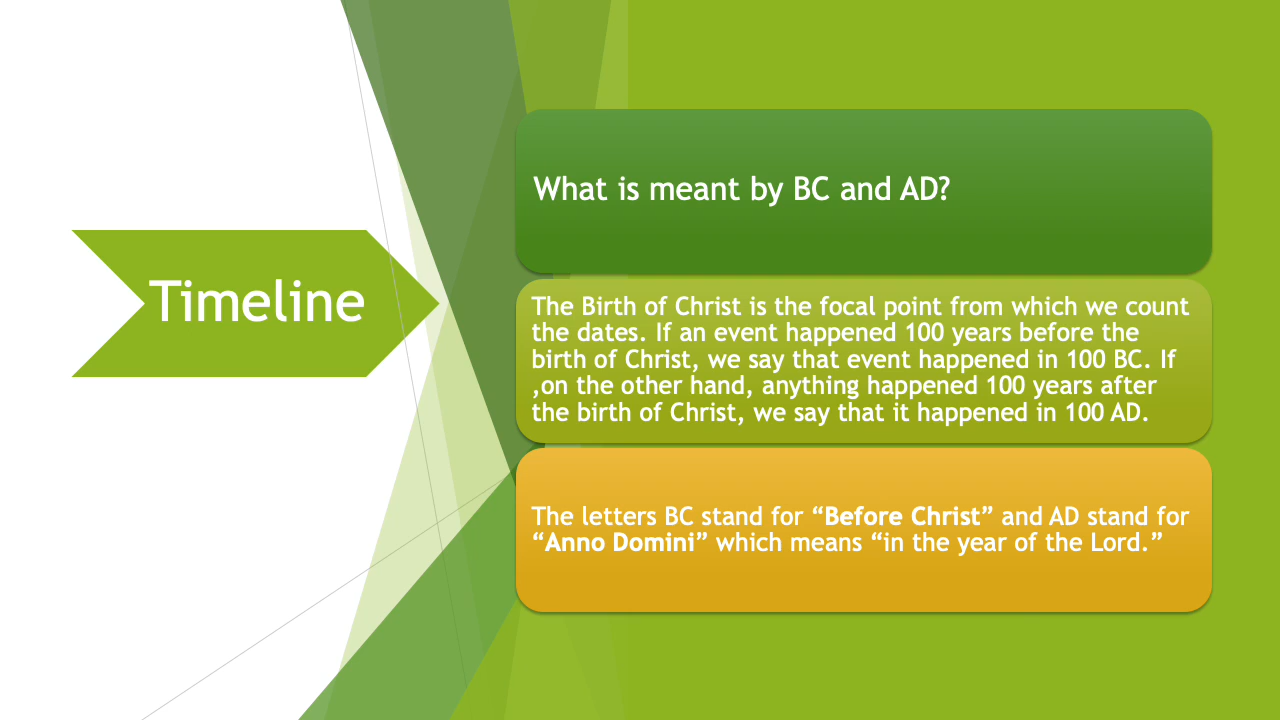 Timeline
What is meant by BC and AD?
The Birth of Christ is the focal point from which we count
the dates. If an event happened 100 years before the
birth of Christ, we say that event happened in 100 BC. If
,on the other hand, anything happened 100 years after
the birth of Christ, we say that it happened in 100 AD.
The letters BC stand for “Before Christ” and AD stand for
“Anno Domini” which means “in the year of the Lord.”